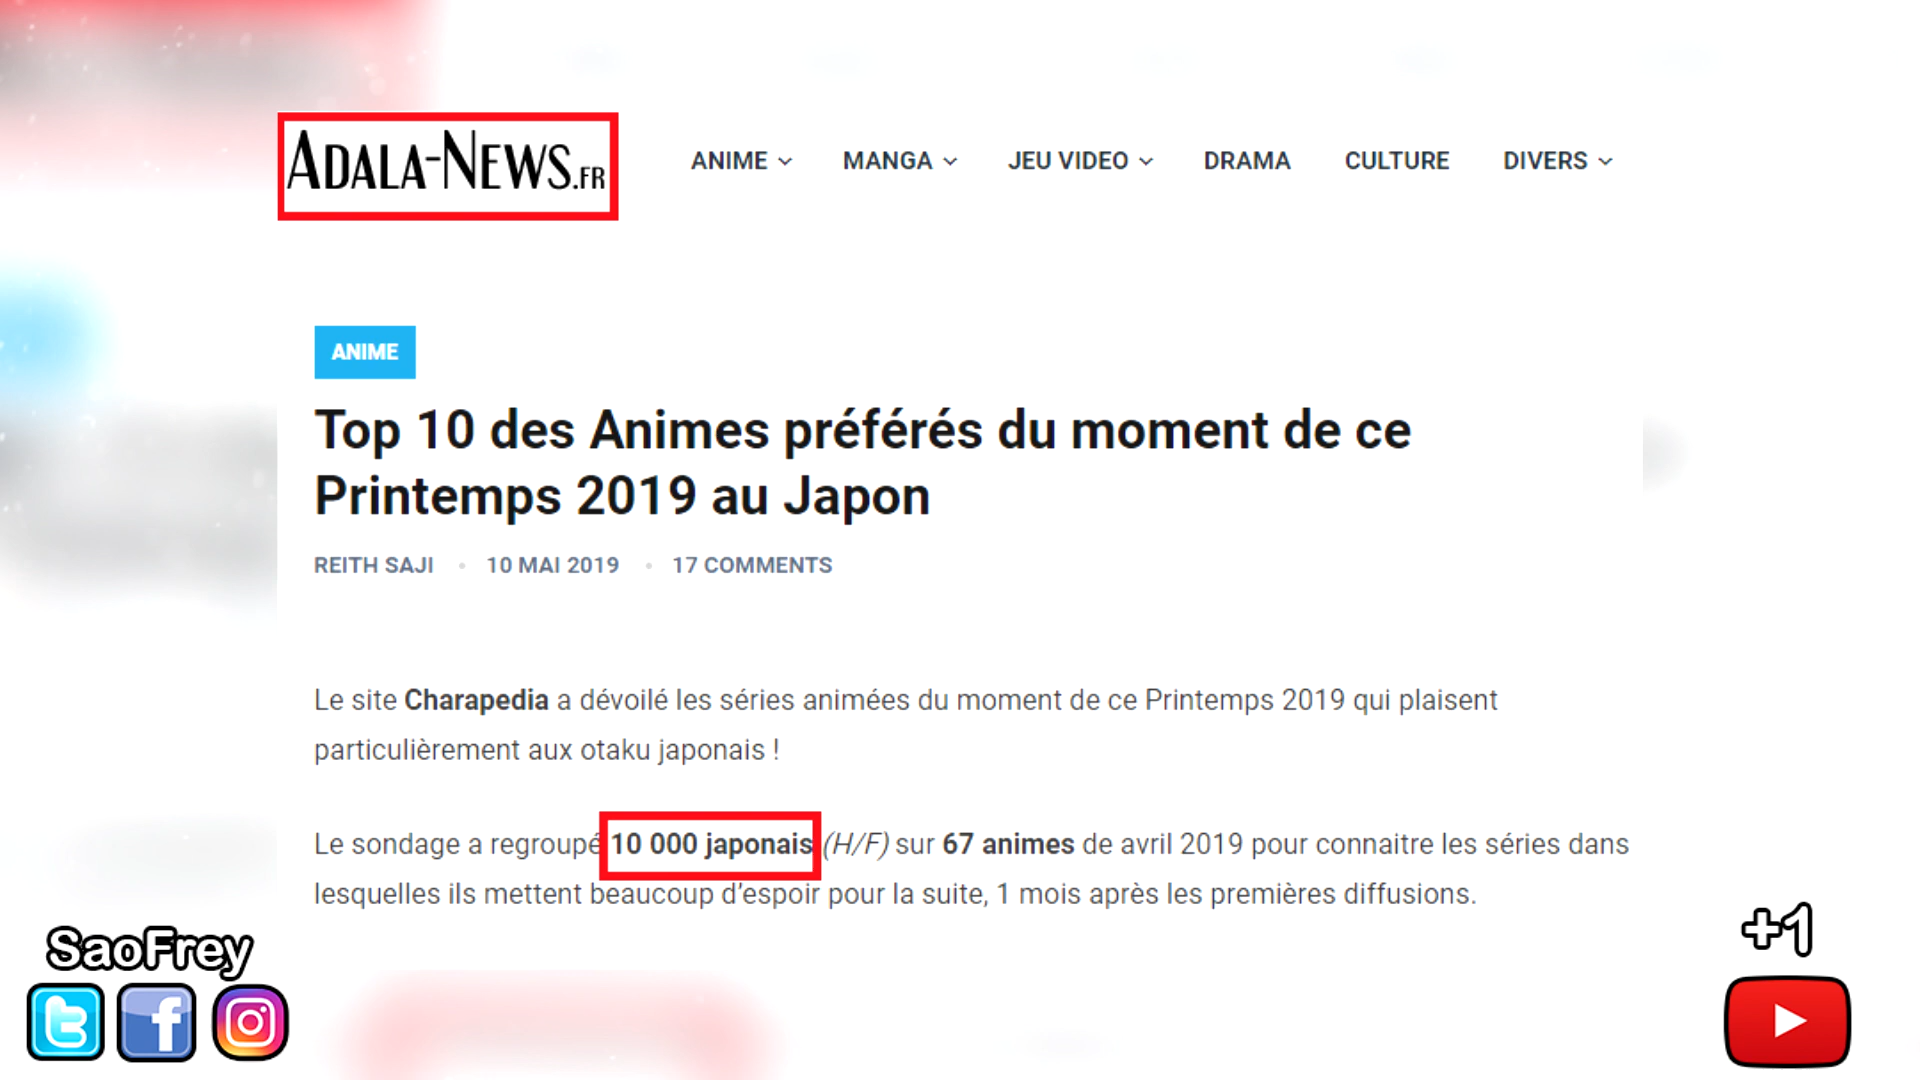 ADALA-NEWS.FR
ANIME
MANGA
JEU VIDEO
DRAMA
CULTURE
DIVERS
ANIME
Top 10 des Animes préférés du moment de ce
Printemps 2019 au Japon
REITH SAJI • 10 MAI 2019 • 17 COMMENTS
Le site Charapedia a dévoilé les séries animées du moment de ce Printemps 2019 qui plaisent
particulièrement aux otaku japonais !
Le sondage a regroupé 10 000 japonais (H/F) sur 67 animes de avril 2019 pour connaitre les séries dans
lesquelles ils mettent beaucoup d’espoir pour la suite, 1 mois après les premières diffusions.
SaoFrey
+1